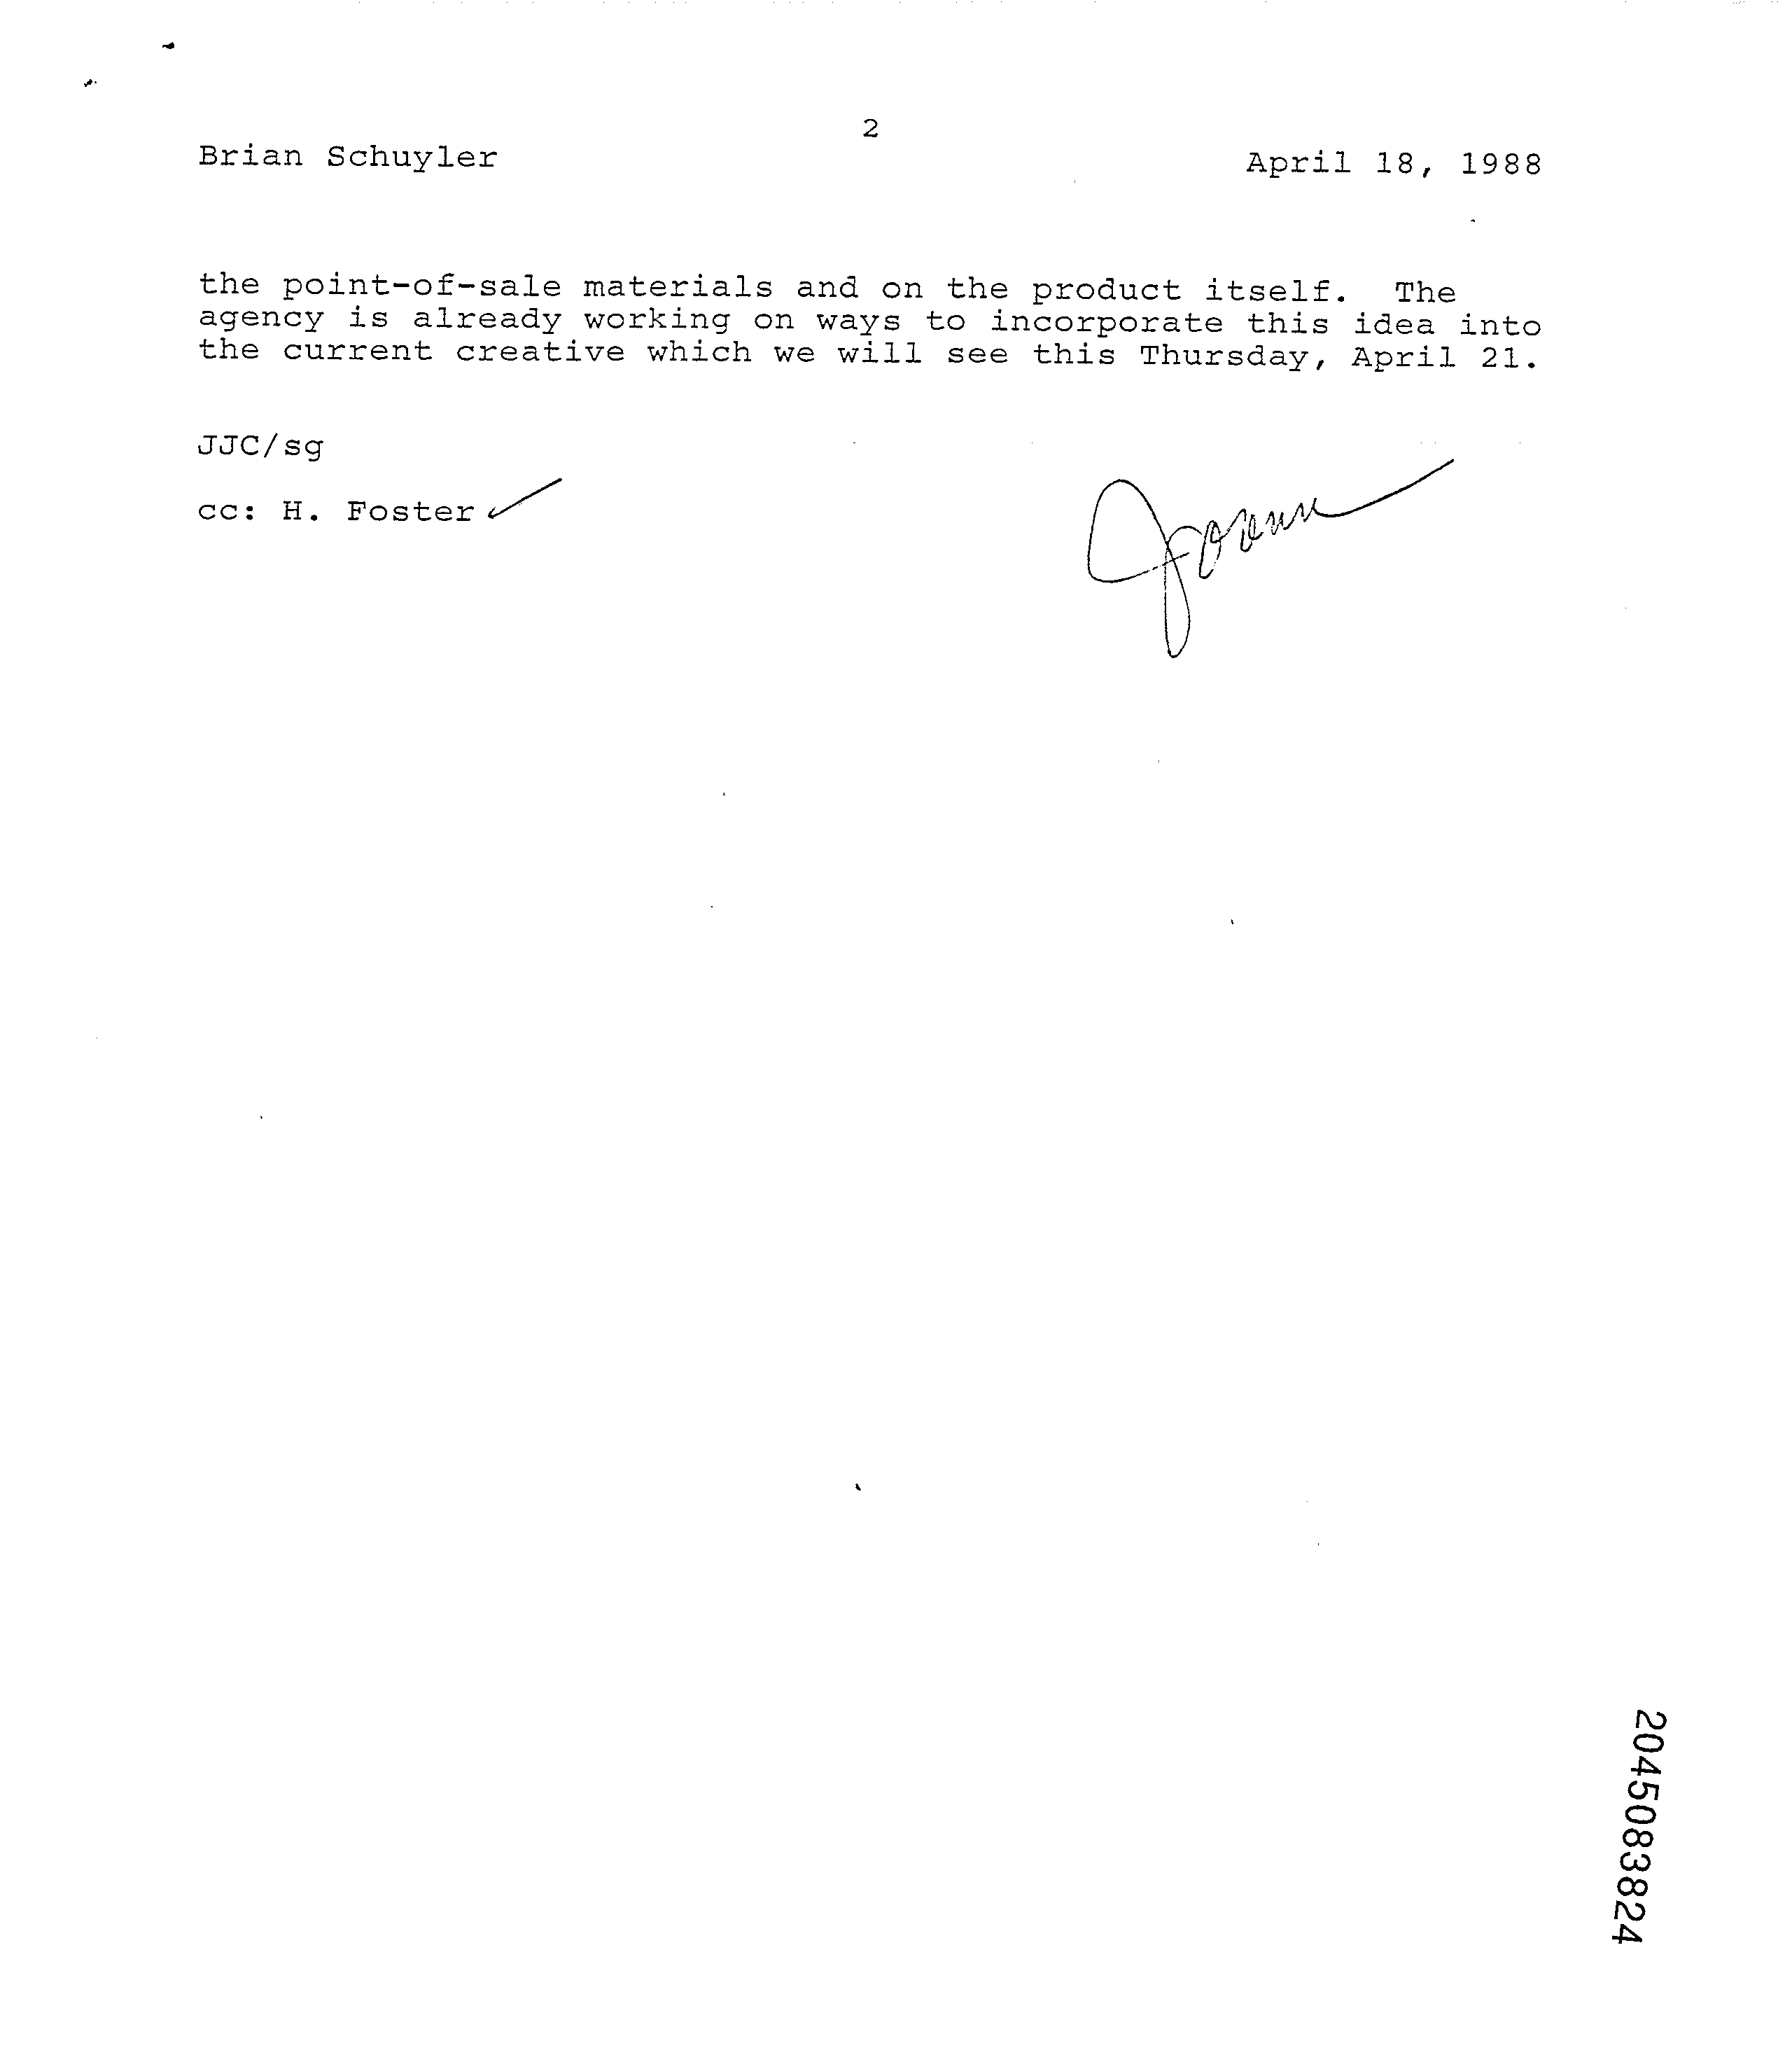 2
Brian Schuyler April 18, 1988
the point-of-sale materials and on the product itself. The
agency is already working on ways to incorporate this idea into
the current creative which we will see this Thursday, April 21.
JJC/sg
cc: H. Foster
2045083824